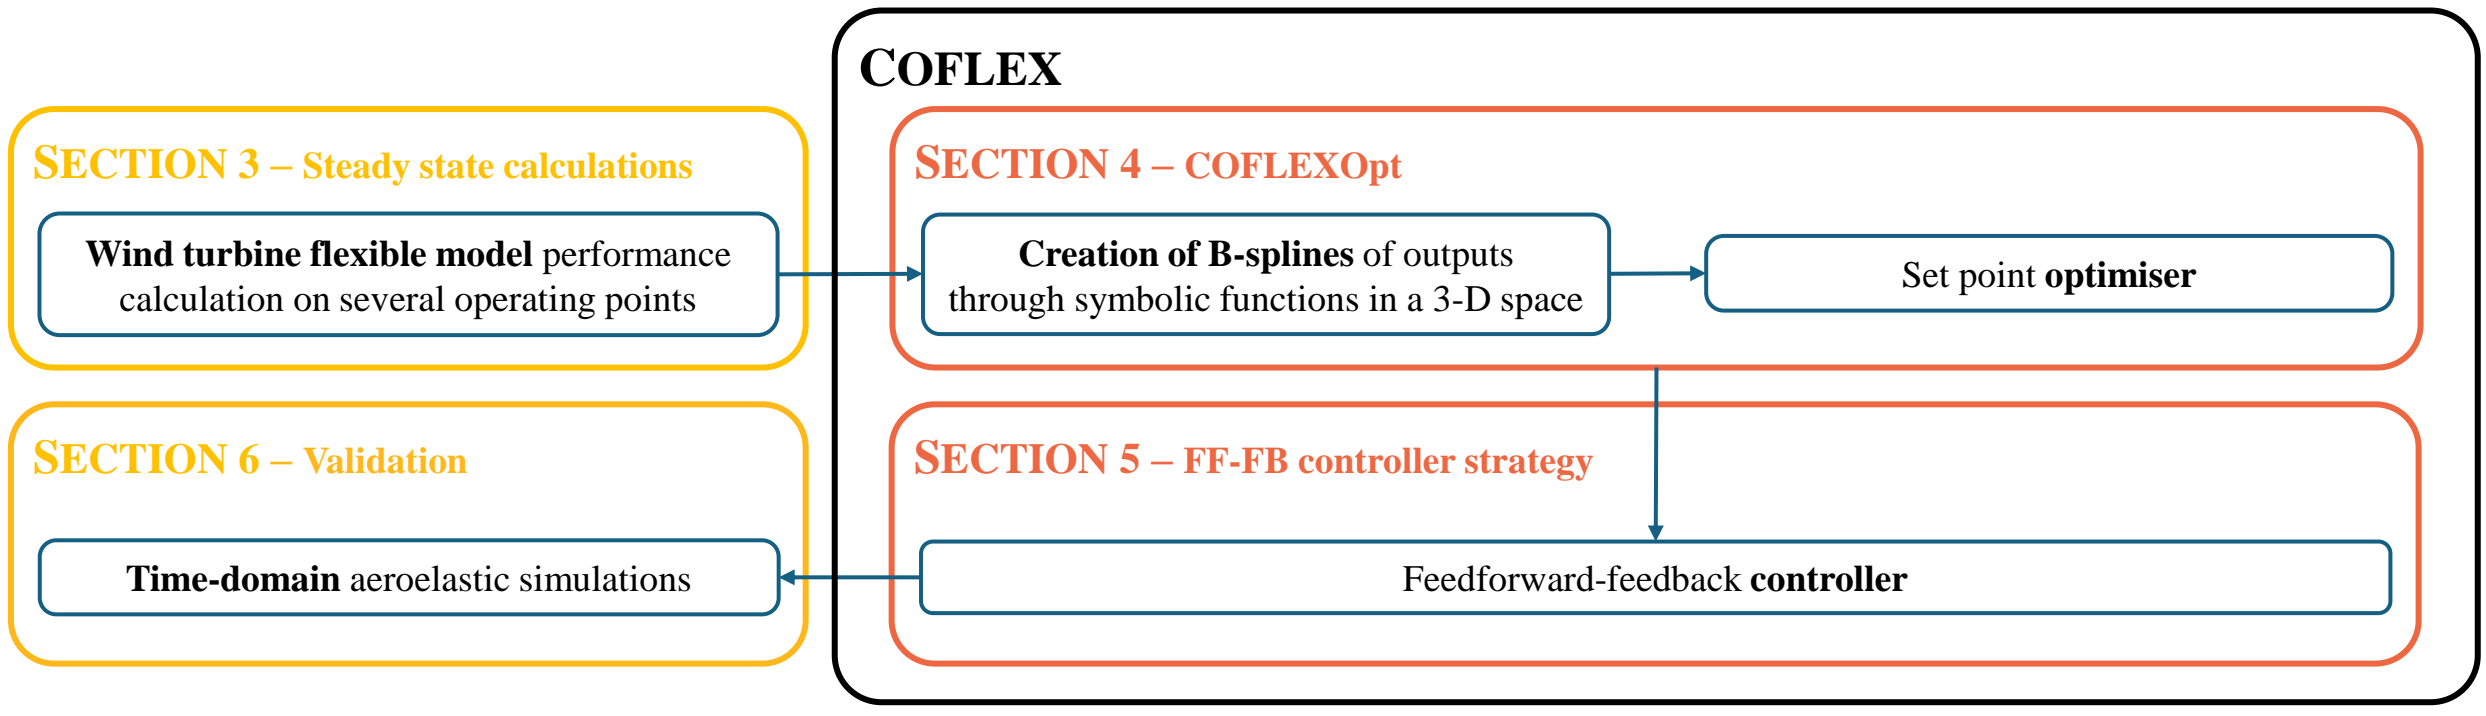 COFLEX
SECTION 3 – Steady state calculations
Wind turbine flexible model performance
calculation on several operating points
SECTION 4 – COFLEXOpt
Creation of B-splines of outputs
through symbolic functions in a 3-D space
Set point optimiser
SECTION 5 – FF-FB controller strategy
Feedforward-feedback controller
SECTION 6 – Validation
Time-domain aeroelastic simulations